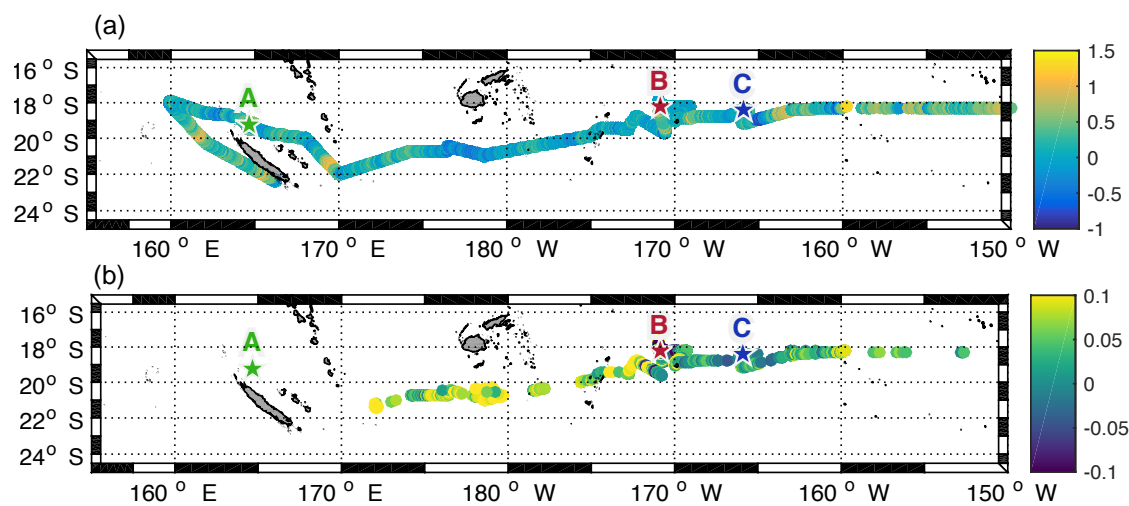 (a)
16° S
18° S
20° S
22° S
24° S
A
B
C
160° E
170° E
180° W
170° W
160° W
150° W
1.5
1
0.5
0
-0.5
-1
(b)
16° S
18° S
20° S
22° S
24° S
A
B
C
160° E
170° E
180° W
170° W
160° W
150° W
0.1
0.05
0
-0.05
-0.1